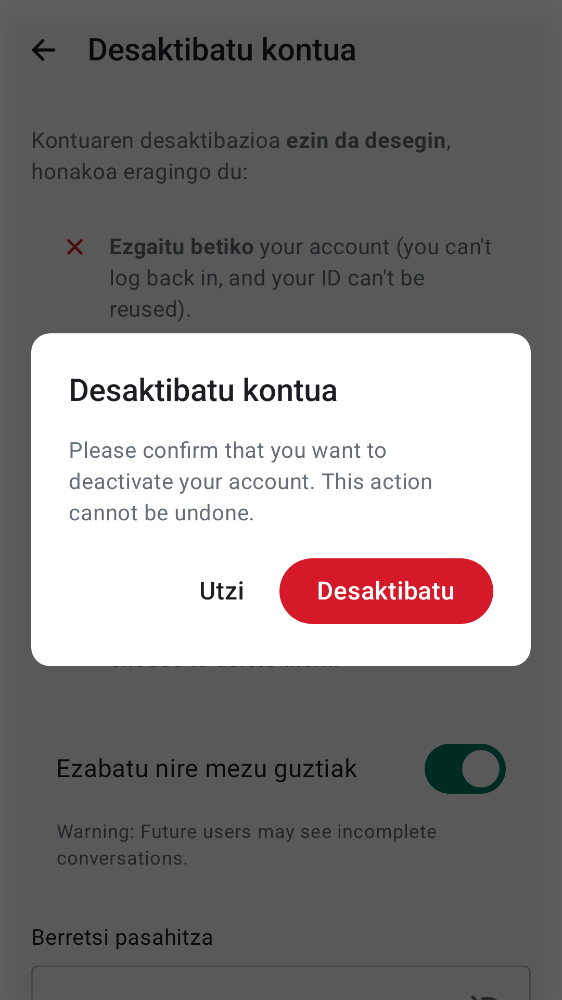 Desaktibatu kontua
Kontuaren desaktibazioa ezin da desegin,
honakoa eragingo du:
Ezgaitu betiko your account (you can't
log back in, and your ID can't be
reused).
Desaktibatu kontua
Please confirm that you want to
deactivate your account. This action
cannot be undone.
Utzi
Desaktibatu
Ezabatu nire mezu guztiak
Warning: Future users may see incomplete
conversations.
Berretsi pasahitza